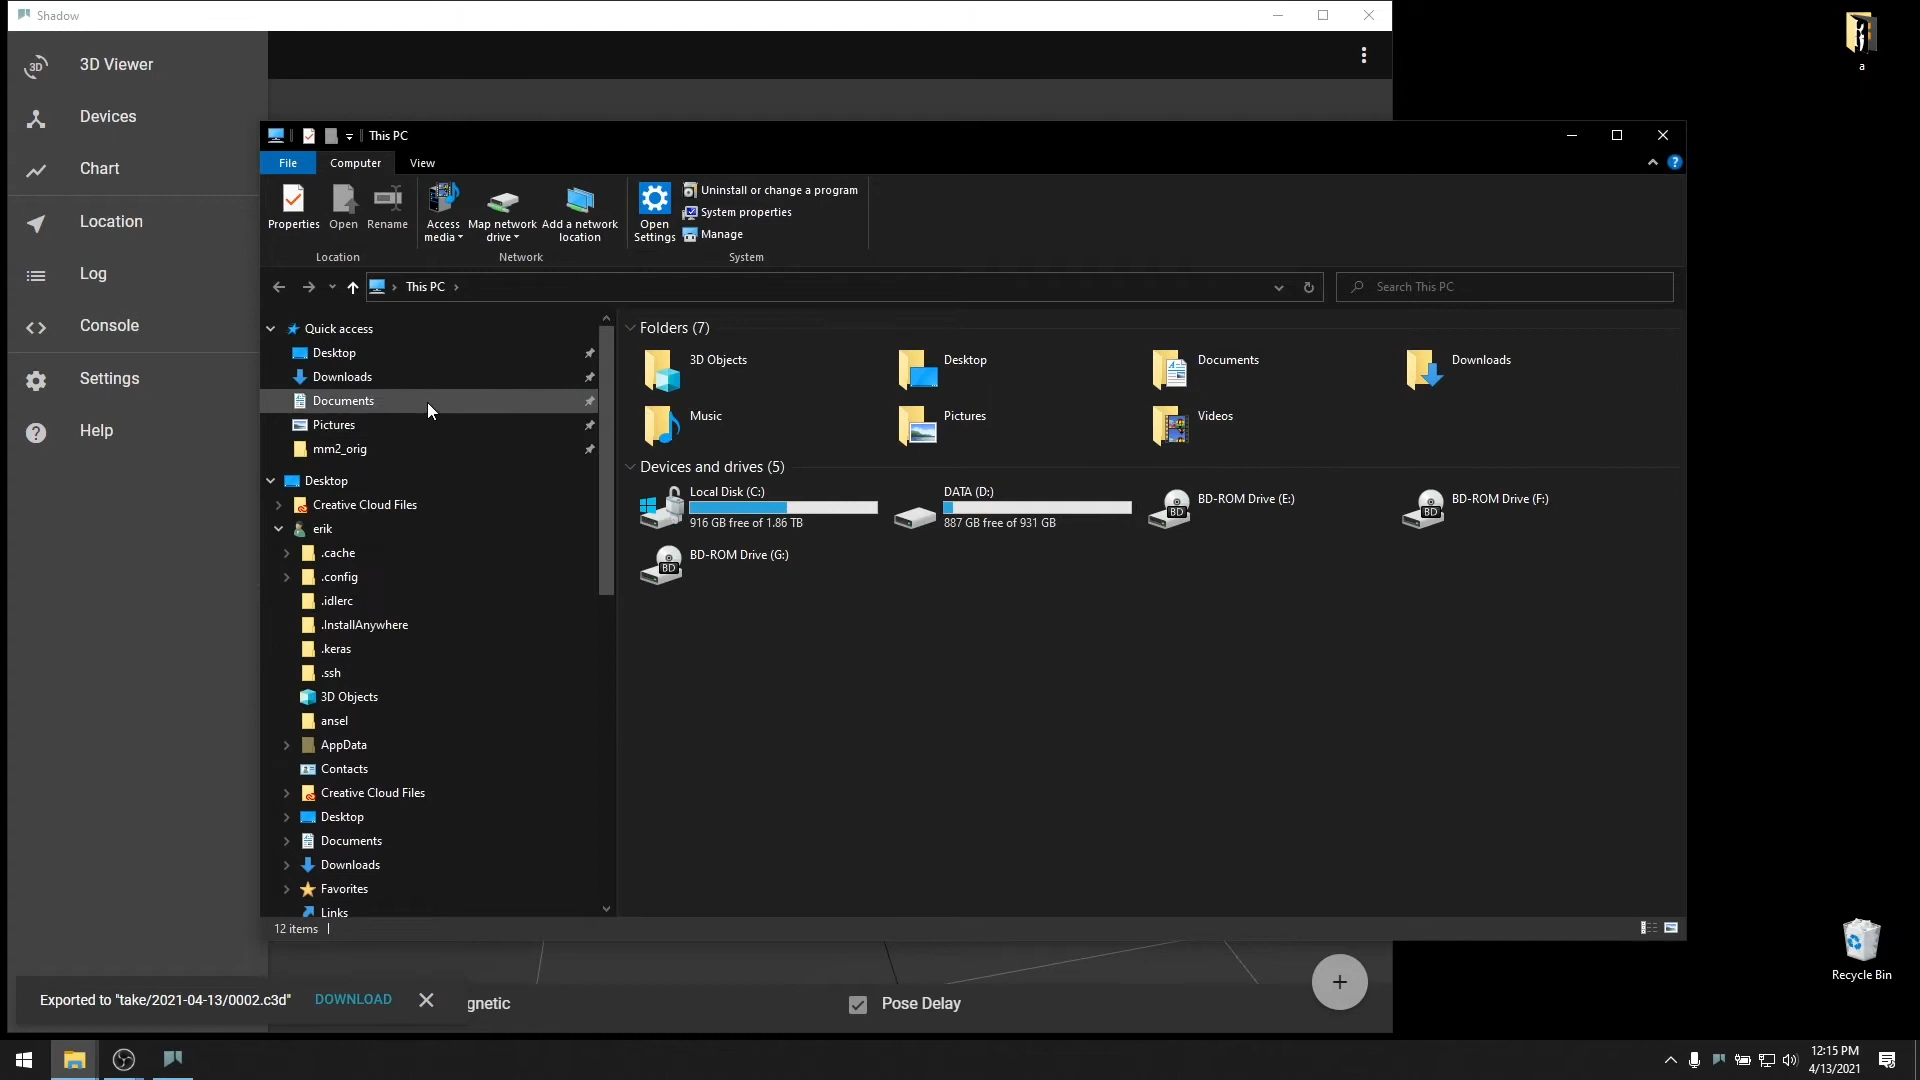 Shadow
3D Viewer
Devices
Chart
Location
Log
Console
Settings
Help
This PC
File
Computer
View
Properties
Open
Rename
Access media
Map network drive
Add a network location
Open Settings
Uninstall or change a program
System properties
Manage
Location
Network
System
This PC
Search This PC
Quick access
Desktop
Downloads
Documents
Pictures
mm2_orig
Desktop
Creative Cloud Files
erik
.cache
.config
.idlerc
.InstallAnywhere
.keras
.ssh
3D Objects
ansel
AppData
Contacts
Creative Cloud Files
Desktop
Documents
Downloads
Favorites
Links
Folders (7)
3D Objects
Desktop
Documents
Downloads
Music
Pictures
Videos
Devices and drives (5)
Local Disk (C:)
916 GB free of 1.86 TB
DATA (D:)
887 GB free of 931 GB
BD-ROM Drive (E:)
BD
BD-ROM Drive (F:)
BD
BD-ROM Drive (G:)
BD
12 items
Exported to "take/2021-04-13/0002.c3d"
DOWNLOAD
gnetic
Pose Delay
a
Recycle Bin
12:15 PM
4/13/2021